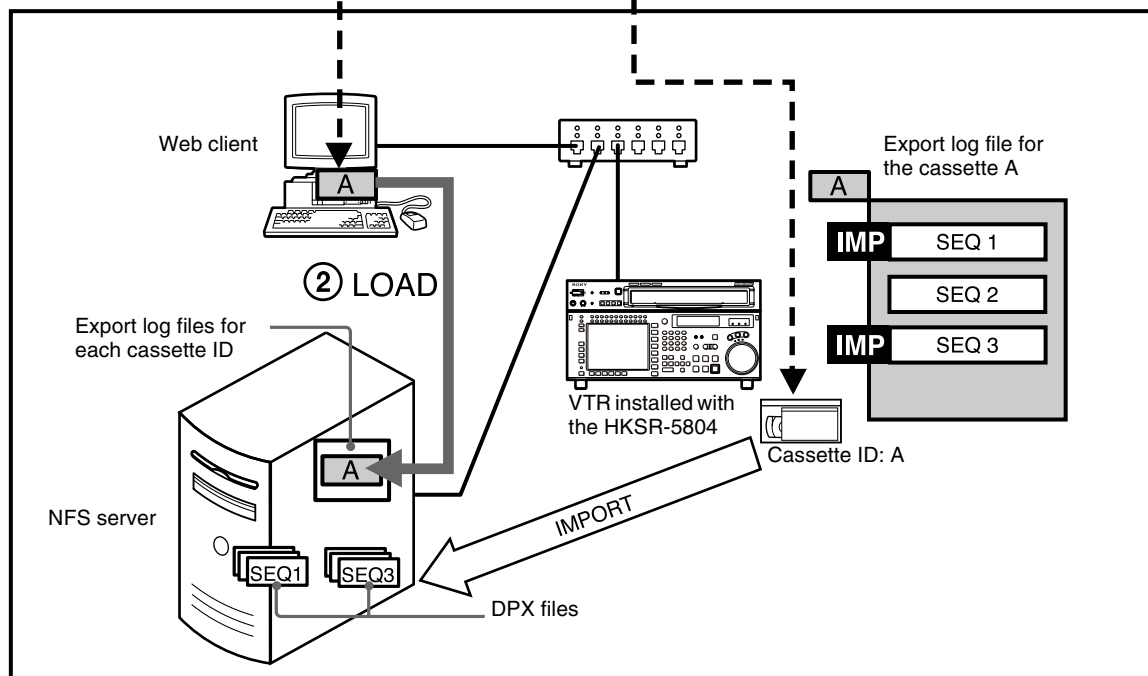 Web client
A
② LOAD
Export log files for
each cassette ID
A
NFS server
SEQ1
SEQ3
DPX files
IMPORT
SONY
VTR installed with
the HKSR-5804
Cassette ID: A
Export log file for
the cassette A
A
IMP
SEQ 1
SEQ 2
IMP
SEQ 3